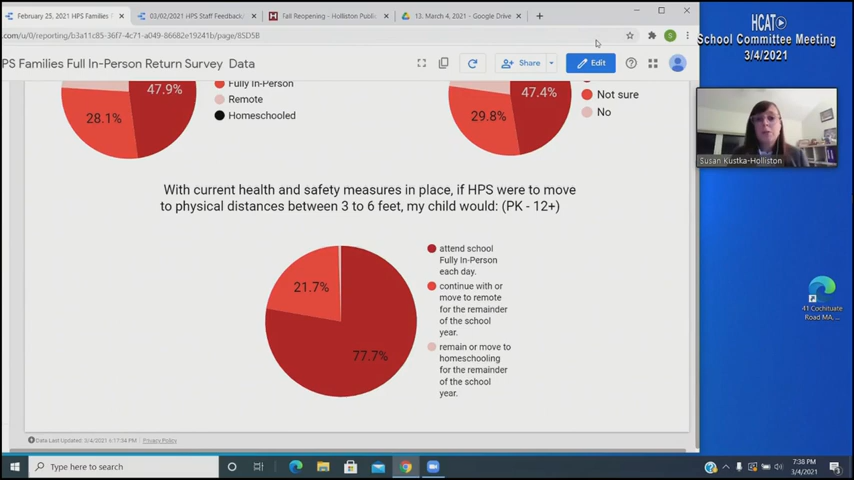 February 25, 2021 HPS Families F
03/02/2021 HPS Staff Feedback/
Fall Reopening - Holliston Public
13. March 4, 2021 - Google Drive
HCAT
School Committee Meeting
3/4/2021
.com/u/0/reporting/b3a11c85-36f7-4c71-a049-86682e19241b/page/8SD5B
PS Families Full In-Person Return Survey Data
Share
Edit
47.9%
28.1%
Fully In-Person
Remote
Homeschooled
47.4%
29.8%
Not sure
No
Susan Kustka-Holliston
With current health and safety measures in place, if HPS were to move
to physical distances between 3 to 6 feet, my child would: (PK - 12+)
21.7%
77.7%
attend school
Fully In-Person
each day.
continue with or
move to remote
for the remainder
of the school
year.
remain or move to
homeschooling
for the remainder
of the school
year.
41 Cochituate
Road MA, ...
Data Last Updated: 3/4/2021 6:17:34 PM
Privacy Policy
Type here to search
7:38 PM
3/4/2021